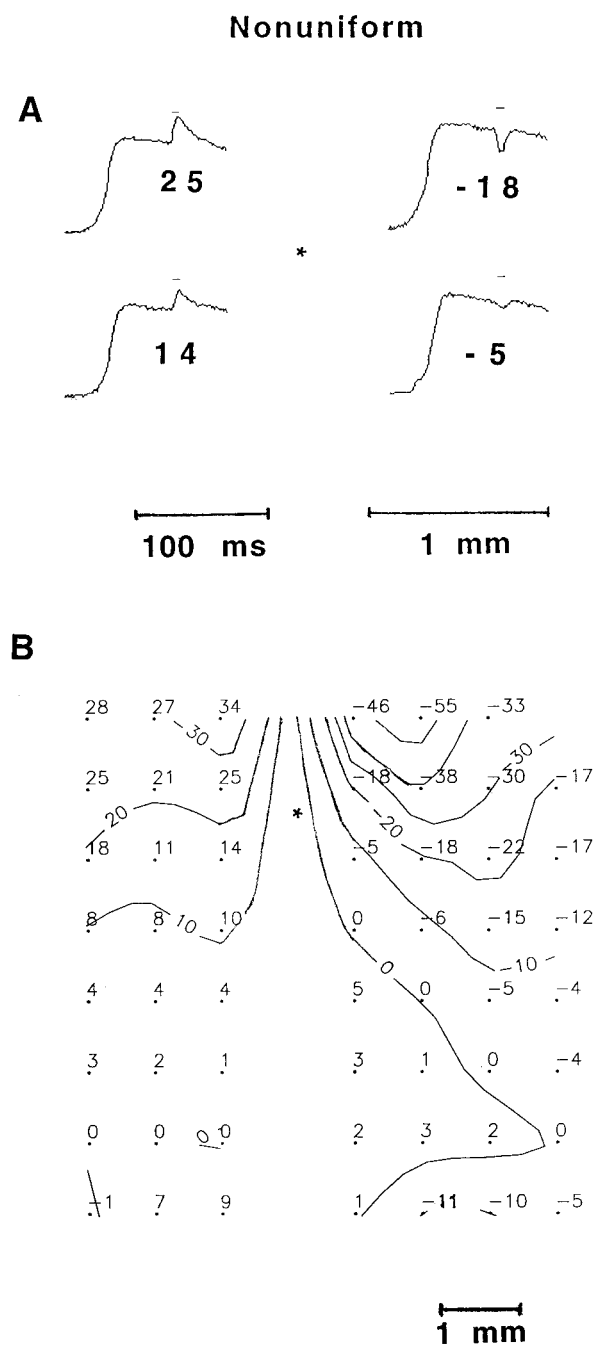 Nonuniform
A
25 -18
*
14 -5
100 ms 1 mm
B
28 27 34 -46 -55 -33
-30 -30
25 21 25 -18 -38 -30 -17
20 * -20
18 11 14 -5 -18 -22 -17
8 8 10 10 0 -6 -15 -12
0 -10
4 4 4 5 0 -5 -4
3 2 1 3 1 0 -4
0 0 0 0 2 3 2 0
-1 7 9 1 -11 -10 -5
1 mm